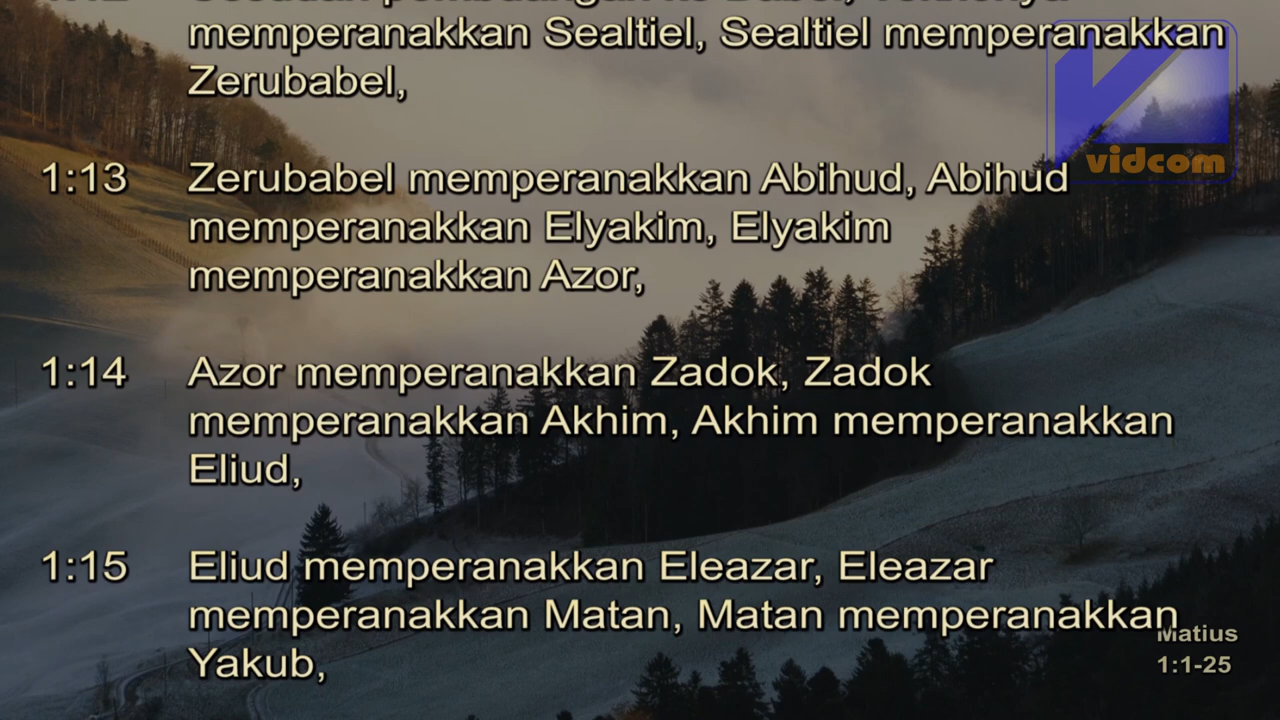 memperanakkan Sealtiel, Sealtiel memperanakkan
Zerubabel,
1:13 Zerubabel memperanakkan Abihud, Abihud
memperanakkan Elyakim, Elyakim
memperanakkan Azor,
1:14 Azor memperanakkan Zadok, Zadok
memperanakkan Akhim, Akhim memperanakkan
Eliud,
1:15 Eliud memperanakkan Eleazar, Eleazar
memperanakkan Matan, Matan memperanakkan
Yakub,
vidcom
Matius
1:1-25